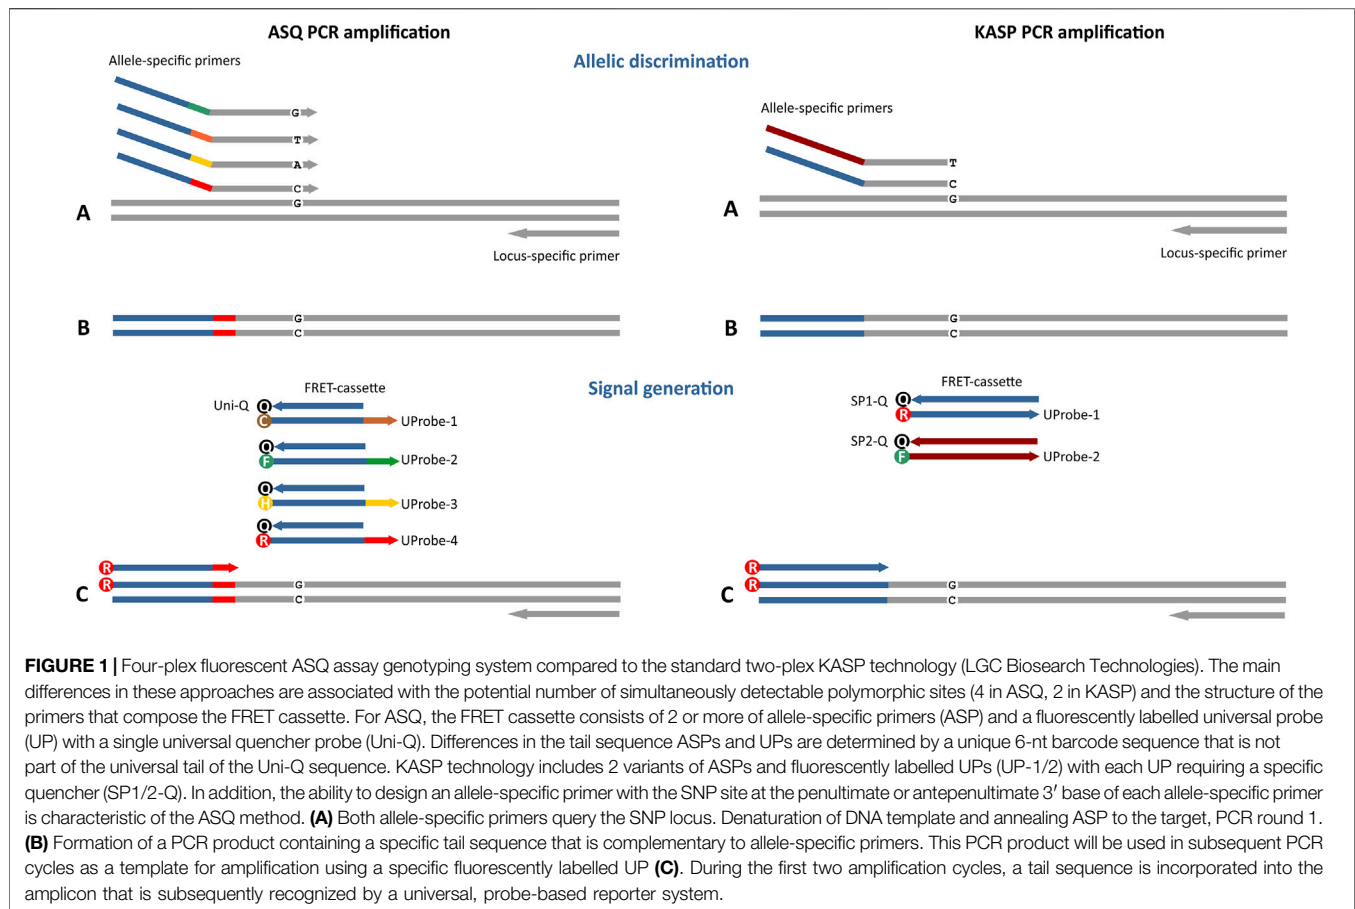 ASQ PCR amplification
KASP PCR amplification
Allelic discrimination
Allele-specific primers
G
T
A
C
G
A
Locus-specific primer
Allele-specific primers
T
C
G
A
Locus-specific primer
B
G
C
B
G
C
Signal generation
FRET-cassette
Uni-Q
Q
C
UProbe-1
Q
F
UProbe-2
Q
H
UProbe-3
Q
R
UProbe-4
FRET-cassette
SP1-Q
Q
R
UProbe-1
SP2-Q
Q
F
UProbe-2
R
R
C
G
C
R
R
C
G
C
FIGURE 1 | Four-plex fluorescent ASQ assay genotyping system compared to the standard two-plex KASP technology (LGC Biosearch Technologies). The main
differences in these approaches are associated with the potential number of simultaneously detectable polymorphic sites (4 in ASQ, 2 in KASP) and the structure of the
primers that compose the FRET cassette. For ASQ, the FRET cassette consists of 2 or more of allele-specific primers (ASP) and a fluorescently labelled universal probe
(UP) with a single universal quencher probe (Uni-Q). Differences in the tail sequence ASPs and UPs are determined by a unique 6-nt barcode sequence that is not
part of the universal tail of the Uni-Q sequence. KASP technology includes 2 variants of ASPs and fluorescently labelled UPs (UP-1/2) with each UP requiring a specific
quencher (SP1/2-Q). In addition, the ability to design an allele-specific primer with the SNP site at the penultimate or antepenultimate 3′ base of each allele-specific primer
is characteristic of the ASQ method. (A) Both allele-specific primers query the SNP locus. Denaturation of DNA template and annealing ASP to the target, PCR round 1.
(B) Formation of a PCR product containing a specific tail sequence that is complementary to allele-specific primers. This PCR product will be used in subsequent PCR
cycles as a template for amplification using a specific fluorescently labelled UP (C). During the first two amplification cycles, a tail sequence is incorporated into the
amplicon that is subsequently recognized by a universal, probe-based reporter system.